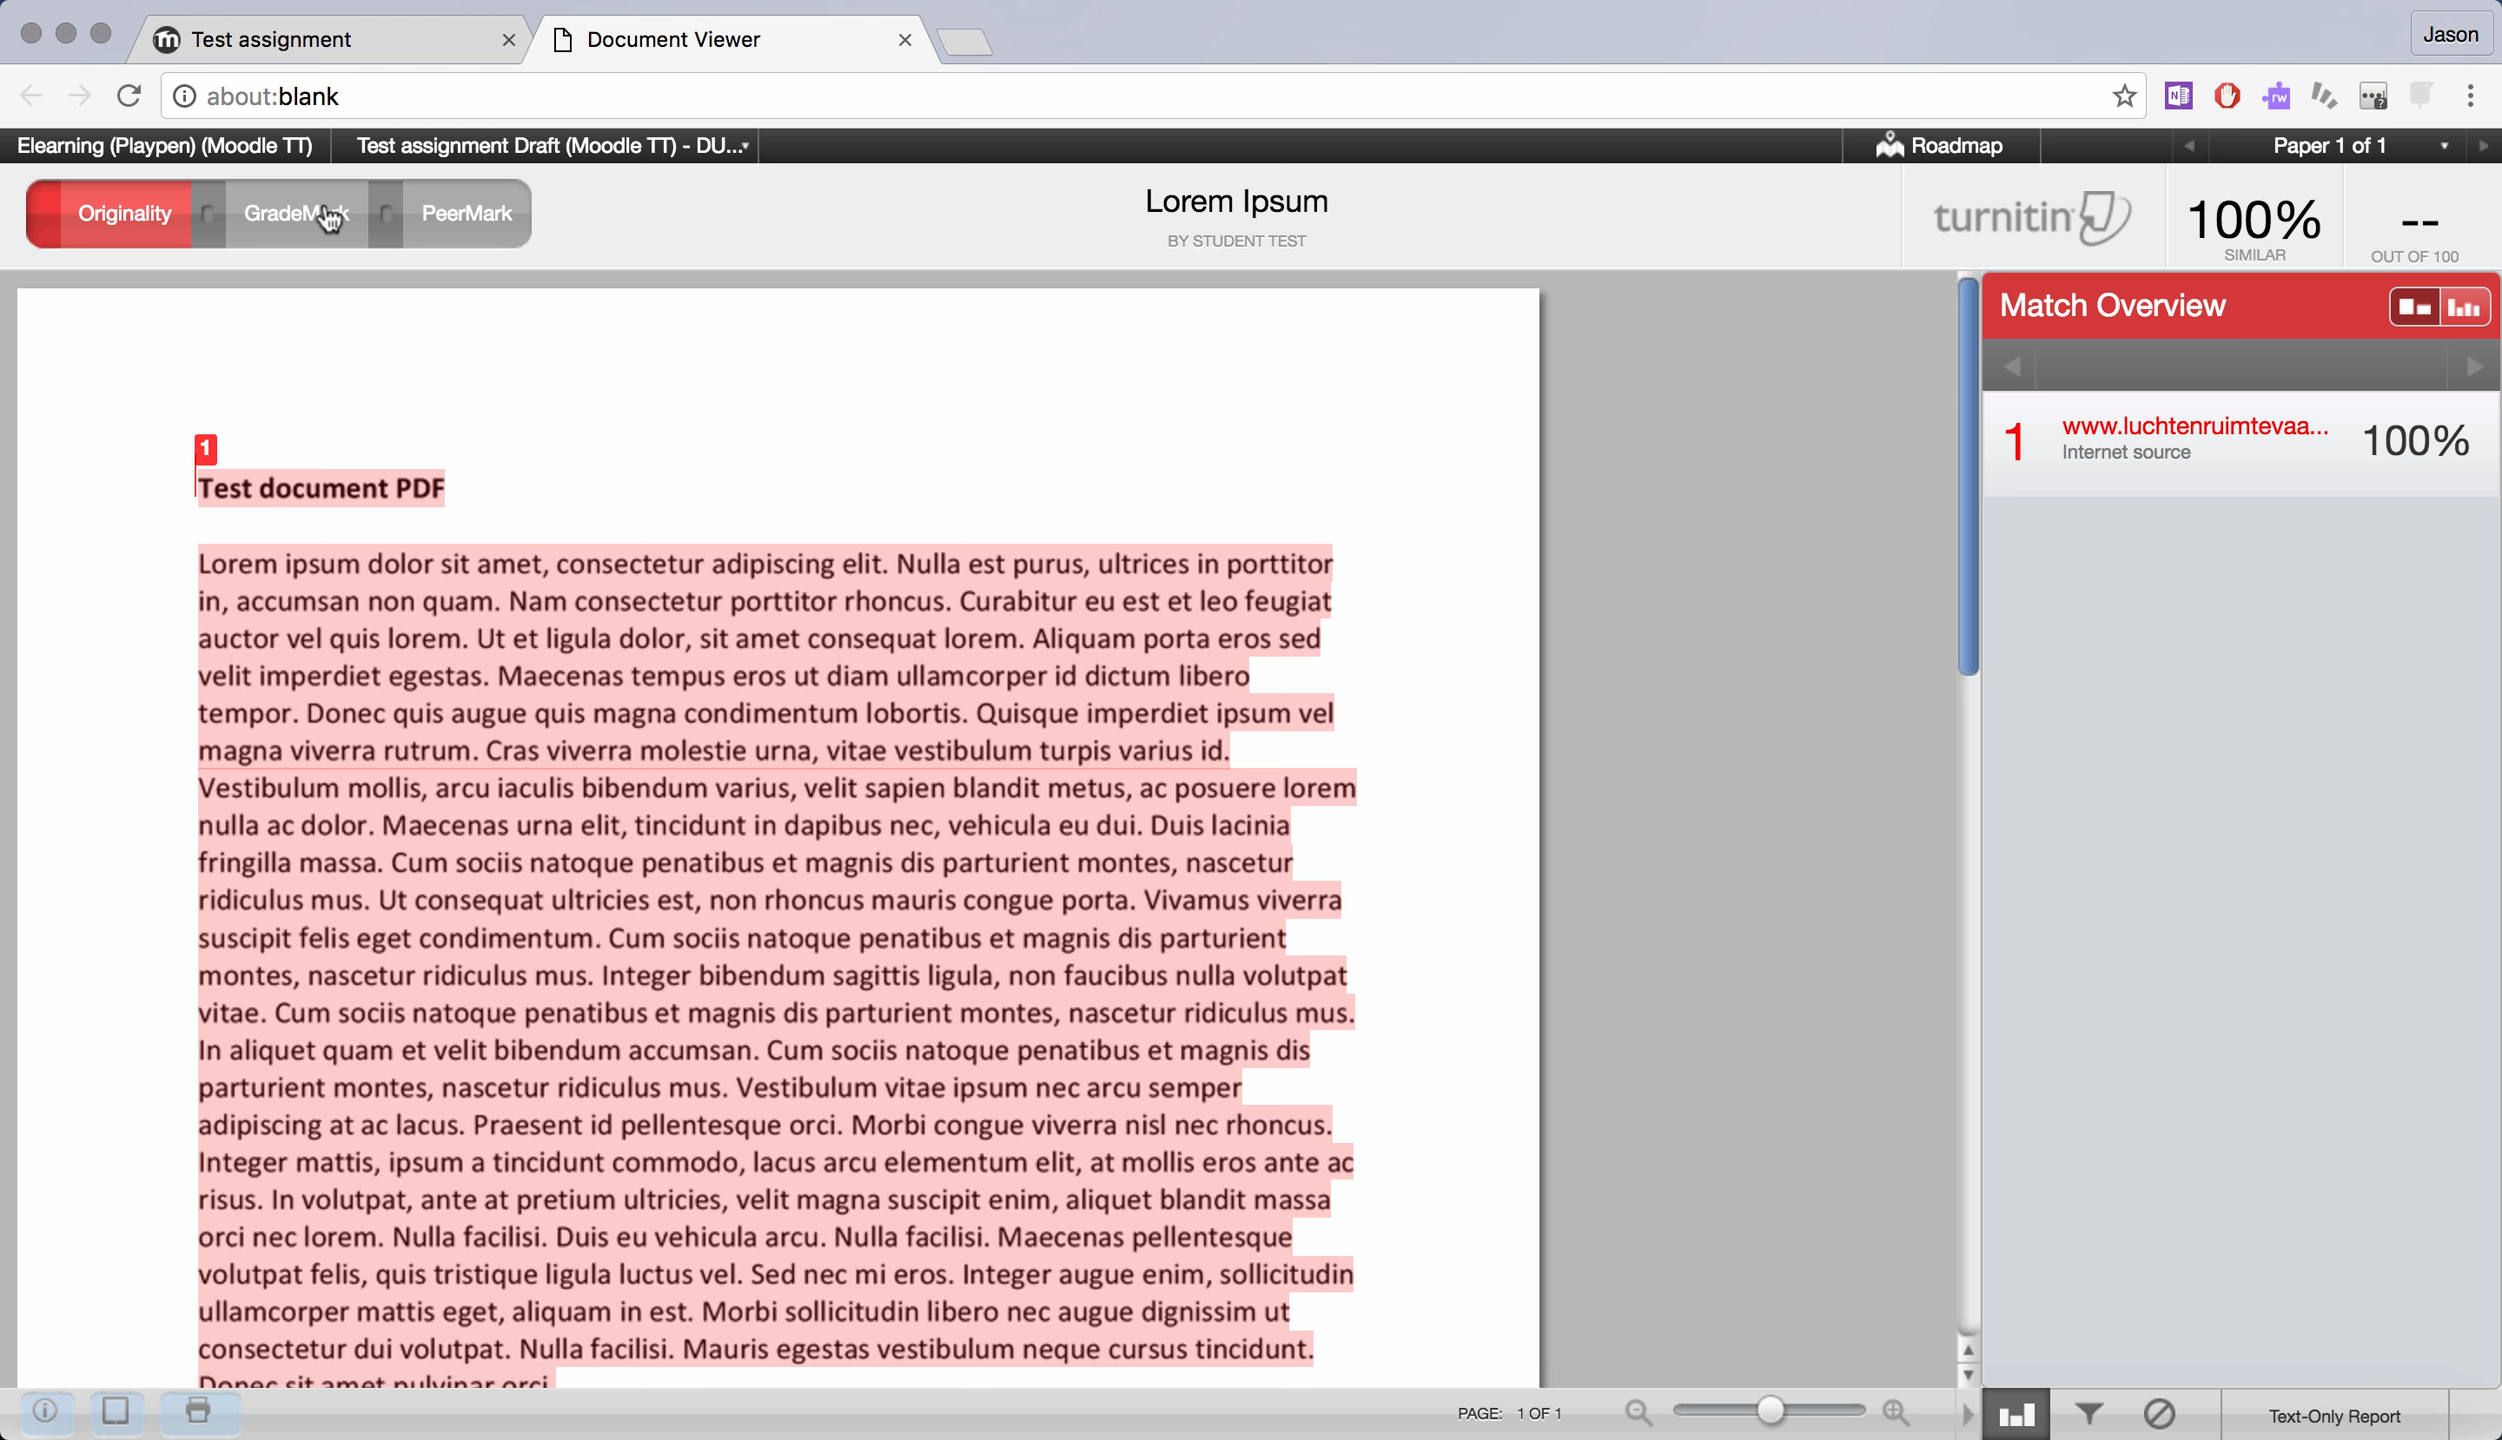 Test assignment
Document Viewer
Jason
about:blank
Elearning (Playpen) (Moodle TT)
Test assignment Draft (Moodle TT) - DU...
Roadmap
Paper 1 of 1
Originality
GradeMark
PeerMark
Lorem Ipsum
BY STUDENT TEST
turnitin
100%
SIMILAR
--
OUT OF 100
Match Overview
1
www.luchtenruimtevaa...
Internet source
100%
1
Test document PDF
Lorem ipsum dolor sit amet, consectetur adipiscing elit. Nulla est purus, ultrices in porttitor
in, accumsan non quam. Nam consectetur porttitor rhoncus. Curabitur eu est et leo feugiat
auctor vel quis lorem. Ut et ligula dolor, sit amet consequat lorem. Aliquam porta eros sed
velit imperdiet egestas. Maecenas tempus eros ut diam ullamcorper id dictum libero
tempor. Donec quis augue quis magna condimentum lobortis. Quisque imperdiet ipsum vel
magna viverra rutrum. Cras viverra molestie urna, vitae vestibulum turpis varius id.
Vestibulum mollis, arcu iaculis bibendum varius, velit sapien blandit metus, ac posuere lorem
nulla ac dolor. Maecenas urna elit, tincidunt in dapibus nec, vehicula eu dui. Duis lacinia
fringilla massa. Cum sociis natoque penatibus et magnis dis parturient montes, nascetur
ridiculus mus. Ut consequat ultricies est, non rhoncus mauris congue porta. Vivamus viverra
suscipit felis eget condimentum. Cum sociis natoque penatibus et magnis dis parturient
montes, nascetur ridiculus mus. Integer bibendum sagittis ligula, non faucibus nulla volutpat
vitae. Cum sociis natoque penatibus et magnis dis parturient montes, nascetur ridiculus mus.
In aliquet quam et velit bibendum accumsan. Cum sociis natoque penatibus et magnis dis
parturient montes, nascetur ridiculus mus. Vestibulum vitae ipsum nec arcu semper
adipiscing at ac lacus. Praesent id pellentesque orci. Morbi congue viverra nisl nec rhoncus.
Integer mattis, ipsum a tincidunt commodo, lacus arcu elementum elit, at mollis eros ante ac
risus. In volutpat, ante at pretium ultricies, velit magna suscipit enim, aliquet blandit massa
orci nec lorem. Nulla facilisi. Duis eu vehicula arcu. Nulla facilisi. Maecenas pellentesque
volutpat felis, quis tristique ligula luctus vel. Sed nec mi eros. Integer augue enim, sollicitudin
ullamcorper mattis eget, aliquam in est. Morbi sollicitudin libero nec augue dignissim ut
consectetur dui volutpat. Nulla facilisi. Mauris egestas vestibulum neque cursus tincidunt.
Donec sit amet pulvinar orci.
PAGE: 1 OF 1
Text-Only Report